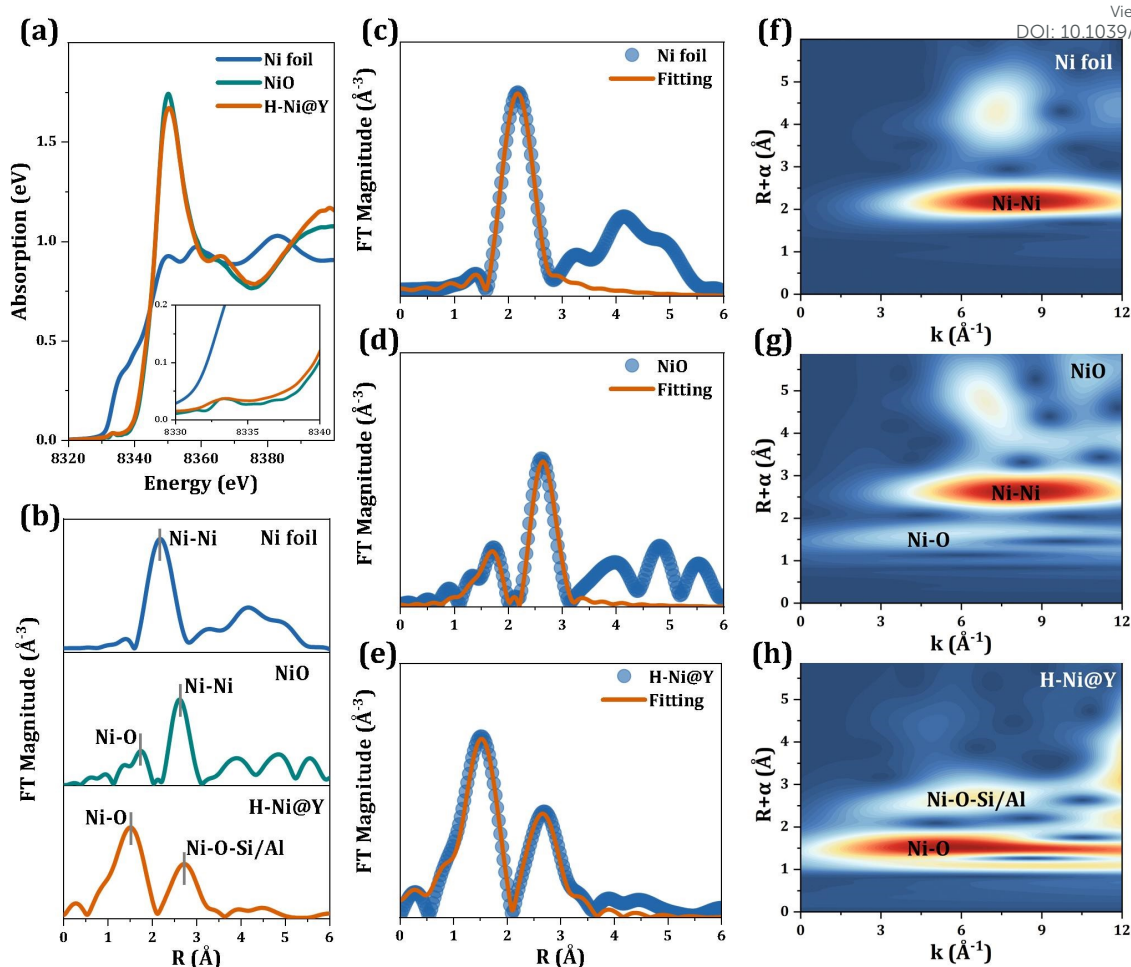 Vie
DOI: 10.1039/
(a)
Ni foil
NiO
H-Ni@Y
Absorption (eV)
1.5
1.0
0.5
0.0
0.2
0.1
0.0
8330 8335 8340
8320 8340 8360 8380
Energy (eV)
(b)
Ni-Ni Ni foil
Ni-Ni NiO
Ni-O
H-Ni@Y
Ni-O
Ni-O-Si/Al
FT Magnitude (Å⁻³)
0 1 2 3 4 5 6
R (Å)
(c)
Ni foil
Fitting
FT Magnitude (Å⁻³)
0 1 2 3 4 5 6
(d)
NiO
Fitting
FT Magnitude (Å⁻³)
0 1 2 3 4 5 6
(e)
H-Ni@Y
Fitting
FT Magnitude (Å⁻³)
0 1 2 3 4 5 6
R (Å)
(f)
Ni foil
Ni-Ni
R+α (Å)
5
4
3
2
1
0
0 3 6 9 12
k (Å⁻¹)
(g)
NiO
Ni-Ni
Ni-O
R+α (Å)
5
4
3
2
1
0
0 3 6 9 12
k (Å⁻¹)
(h)
H-Ni@Y
Ni-O-Si/Al
Ni-O
R+α (Å)
5
4
3
2
1
0
0 3 6 9 12
k (Å⁻¹)